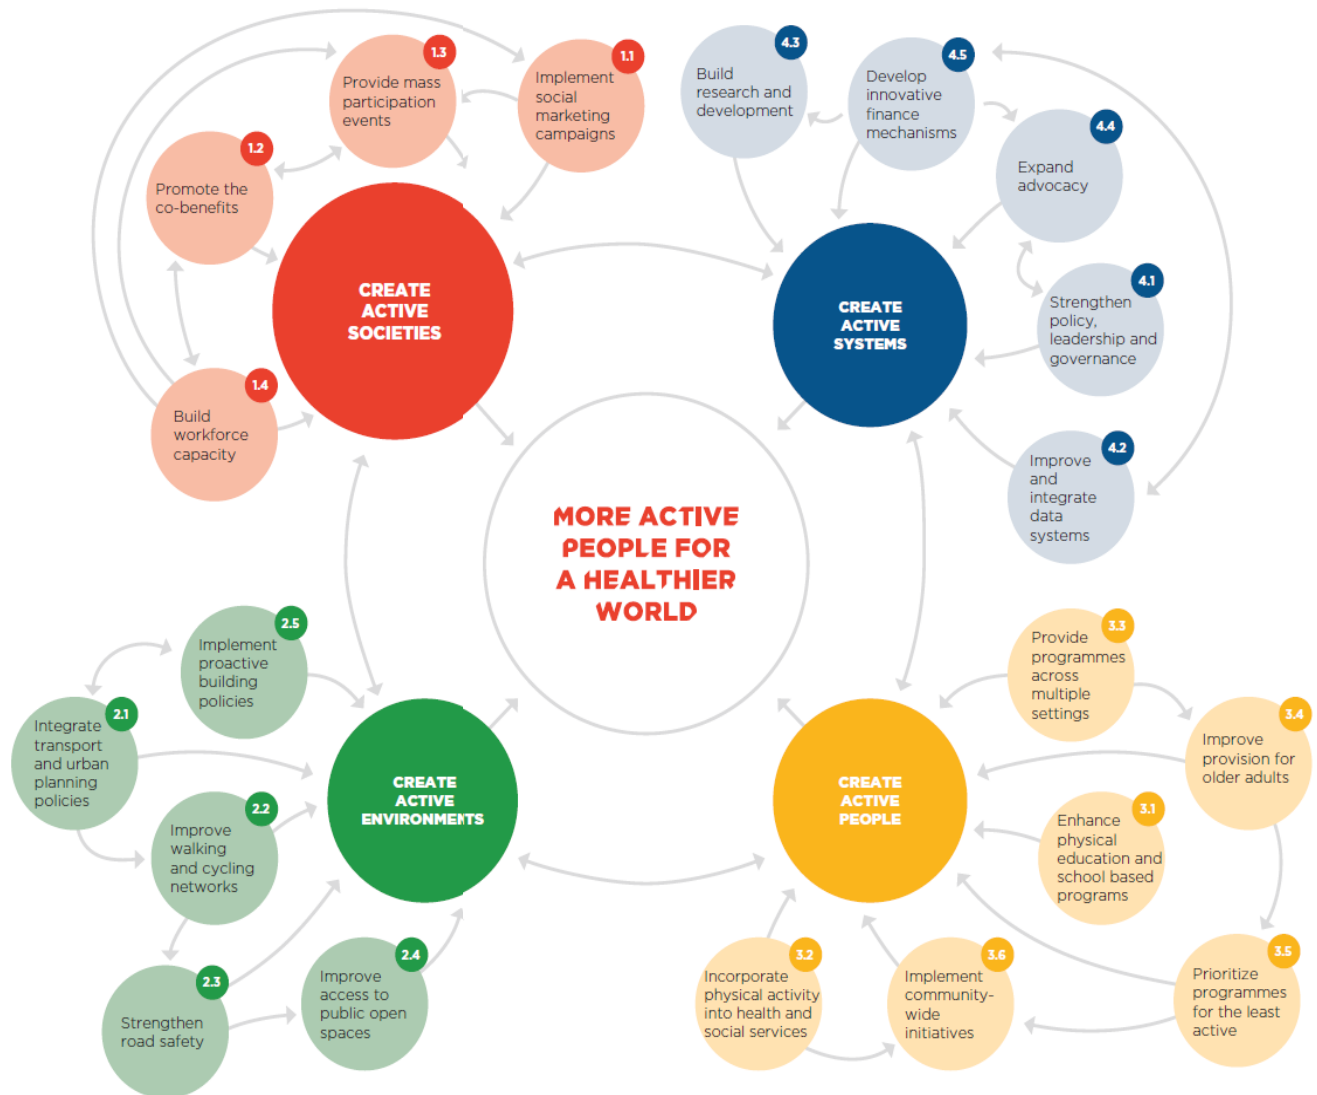 1.3
Provide mass
participation
events
1.1
Implement
social
marketing
campaigns
1.2
Promote the
co-benefits
1.4
Build
workforce
capacity
CREATE
ACTIVE
SOCIETIES
4.3
Build
research and
development
4.5
Develop
innovative
finance
mechanisms
4.4
Expand
advocacy
4.1
Strengthen
policy,
leadership and
governance
4.2
Improve
and
integrate
data
systems
CREATE
ACTIVE
SYSTEMS
MORE ACTIVE
PEOPLE FOR
A HEALTHIER
WORLD
2.5
Implement
proactive
building
policies
2.1
Integrate
transport
and urban
planning
policies
2.2
Improve
walking
and cycling
networks
2.3
Strengthen
road safety
2.4
Improve
access to
public open
spaces
CREATE
ACTIVE
ENVIRONMENTS
3.3
Provide
programmes
across
multiple
settings
3.4
Improve
provision for
older adults
3.1
Enhance
physical
education and
school based
programs
3.5
Prioritize
programmes
for the least
active
3.6
Implement
community-
wide
initiatives
3.2
Incorporate
physical activity
into health and
social services
CREATE
ACTIVE
PEOPLE